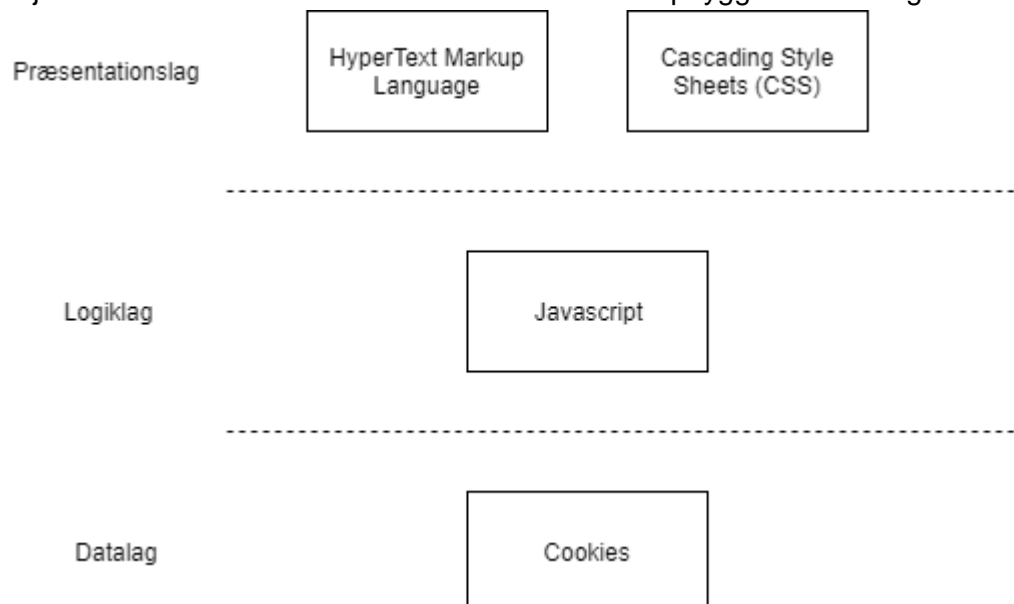 Præsentationslag
HyperText Markup
Language
Cascading Style
Sheets (CSS)
Logiklag
Javascript
Datalag
Cookies